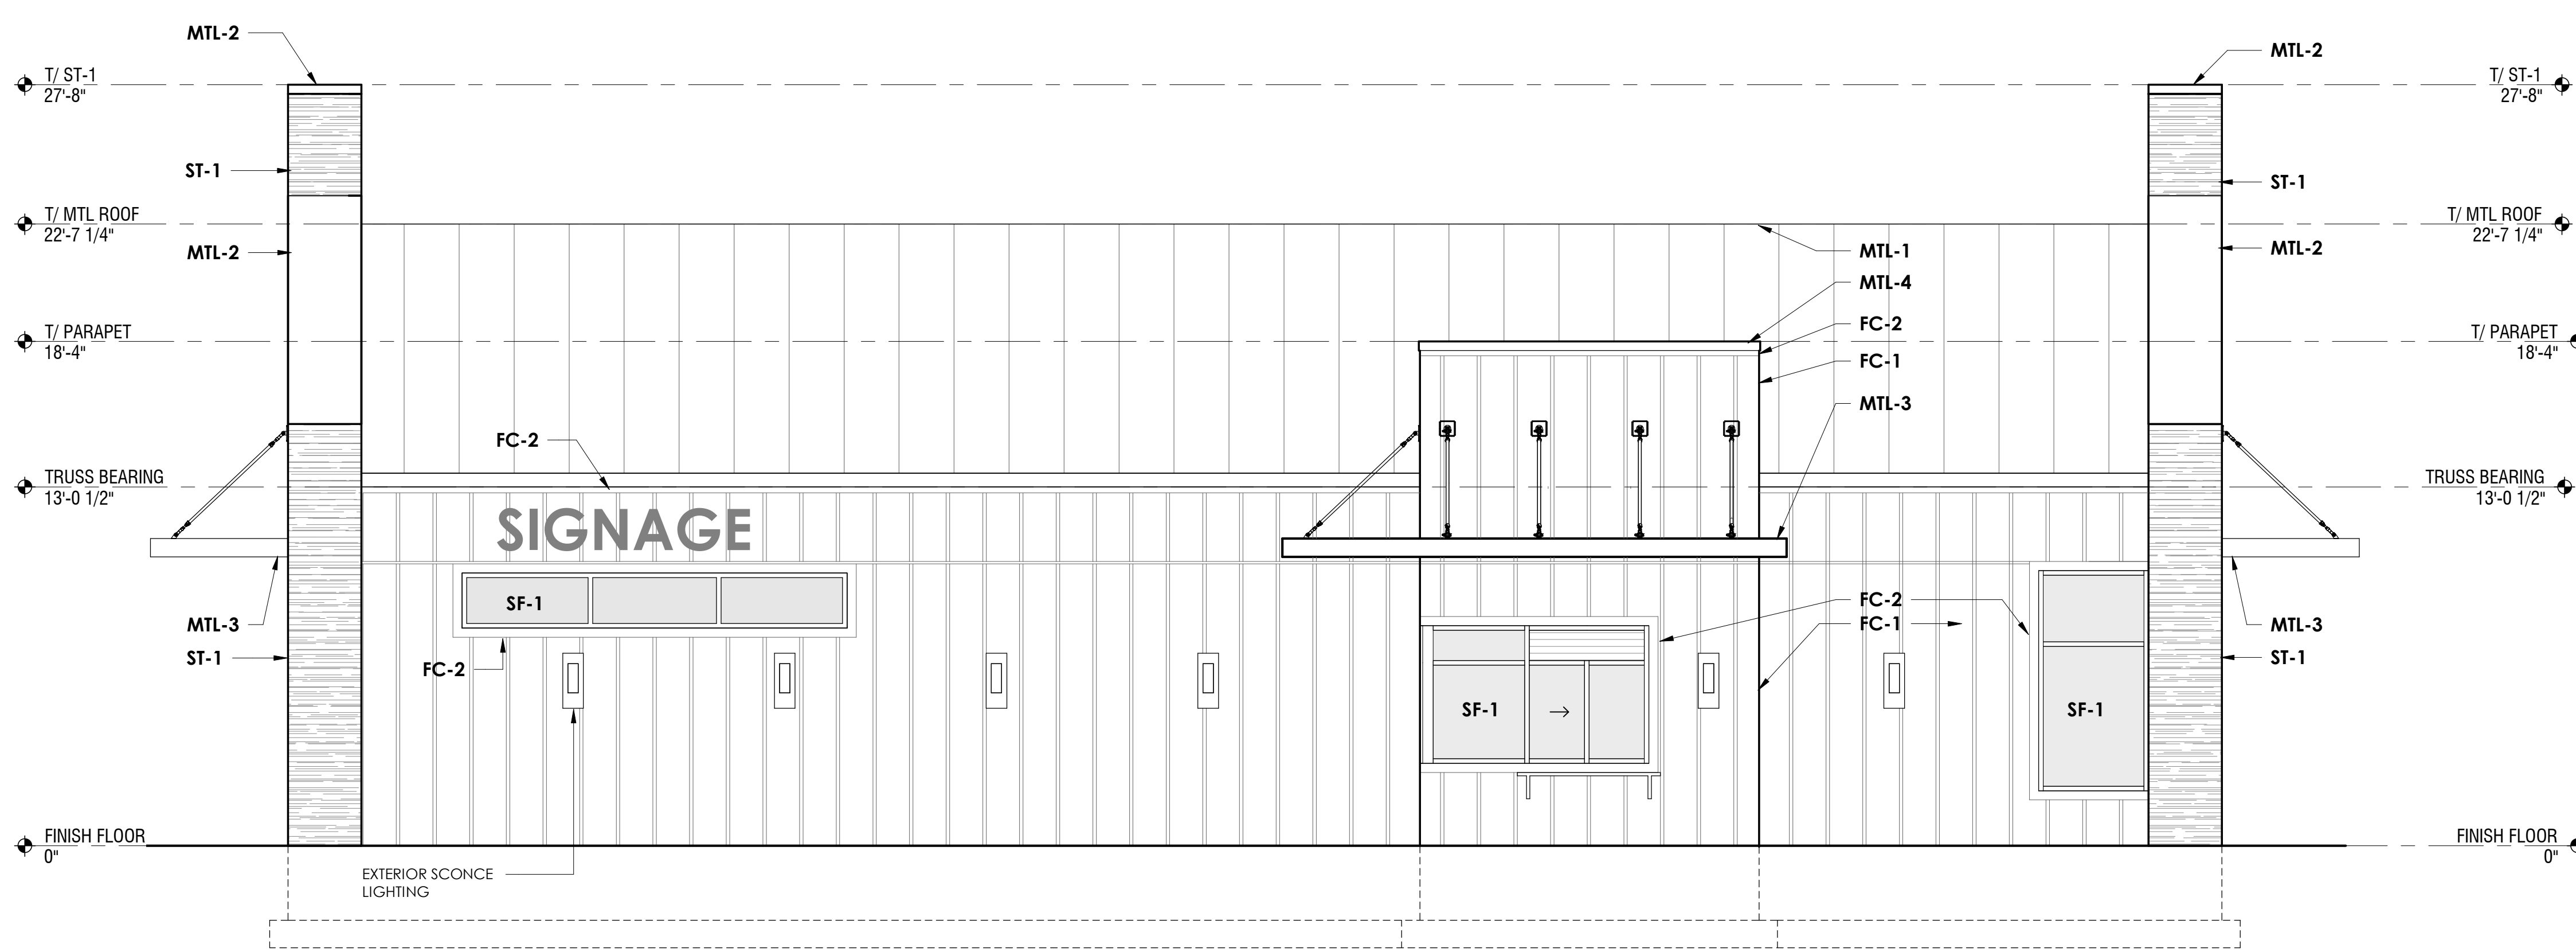 MTL-2
MTL-2
T/ ST-1
27'-8"
T/ ST-1
27'-8"
ST-1
ST-1
T/ MTL ROOF
22'-7 1/4"
T/ MTL ROOF
22'-7 1/4"
MTL-2
MTL-1
MTL-2
MTL-4
FC-2
T/ PARAPET
18'-4"
T/ PARAPET
18'-4"
FC-1
MTL-3
FC-2
TRUSS BEARING
13'-0 1/2"
TRUSS BEARING
13'-0 1/2"
SIGNAGE
SF-1
FC-2
FC-1
MTL-3
MTL-3
ST-1
ST-1
FC-2
SF-1
SF-1
FINISH FLOOR
0"
FINISH FLOOR
0"
EXTERIOR SCONCE
LIGHTING